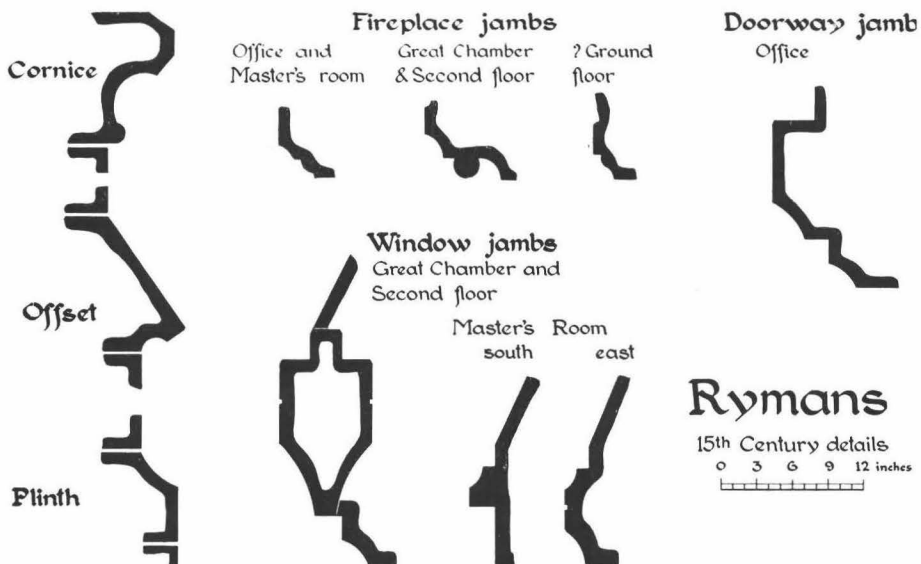 Cornice
Offset
Plinth
Fireplace jambs
Office and
Master's room
Great Chamber
& Second floor
? Ground
floor
Doorway jamb
Office
Window jambs
Great Chamber and
Second floor
Master's Room
south east
Rymans
15th Century details
0 3 6 9 12 inches